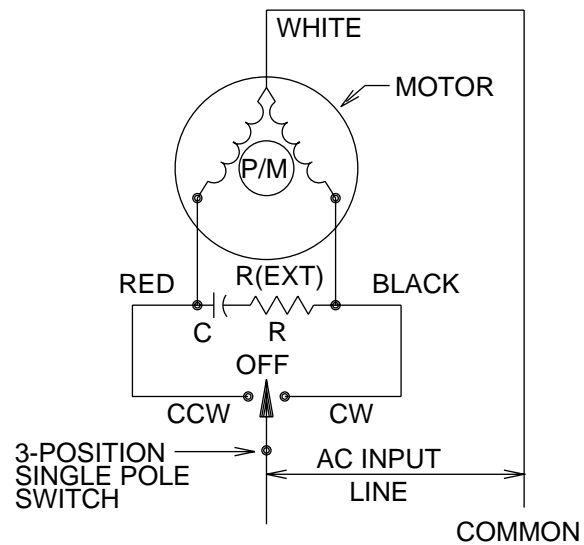 WHITE
MOTOR
P/M
R(EXT)
RED
BLACK
C
R
OFF
CCW
CW
3-POSITION
SINGLE POLE
SWITCH
AC INPUT
LINE
COMMON